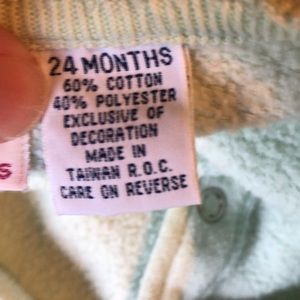 24 MONTHS
60% COTTON
40% POLYESTER
EXCLUSIVE OF
DECORATION
MADE IN
TAIWAN R.O.C.
CARE ON REVERSE
S